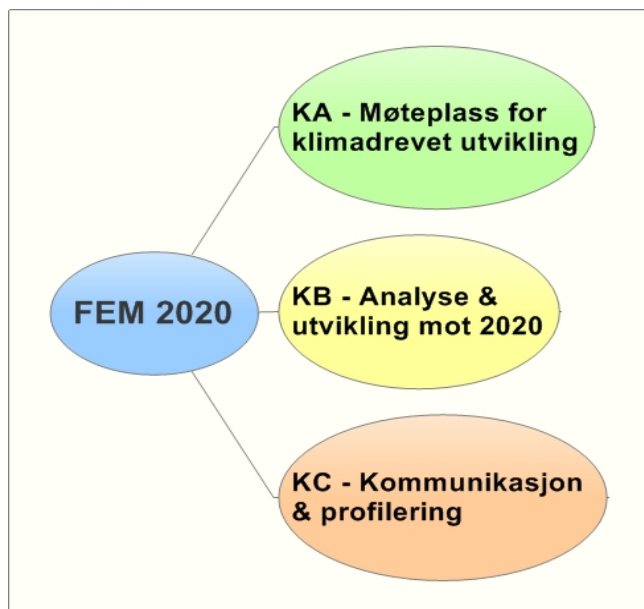 FEM 2020
KA - Møteplass for
klimadrevet utvikling
KB - Analyse &
utvikling mot 2020
KC - Kommunikasjon
& profilering